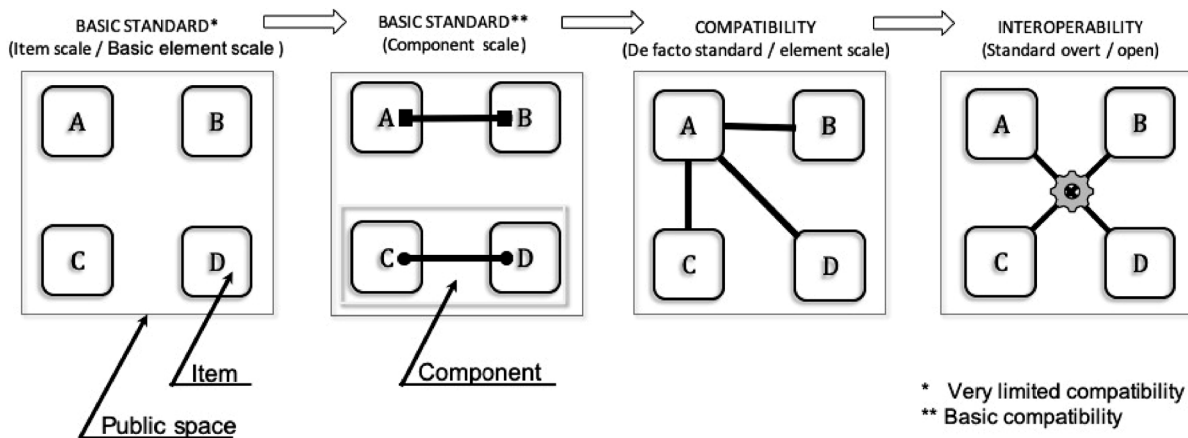 BASIC STANDARD*
(Item scale / Basic element scale )
A
B
C
D
Item
Public space
BASIC STANDARD**
(Component scale)
A
B
C
D
Component
COMPATIBILITY
(De facto standard / element scale)
A
B
C
D
INTEROPERABILITY
(Standard overt / open)
A
B
C
D
* Very limited compatibility
** Basic compatibility